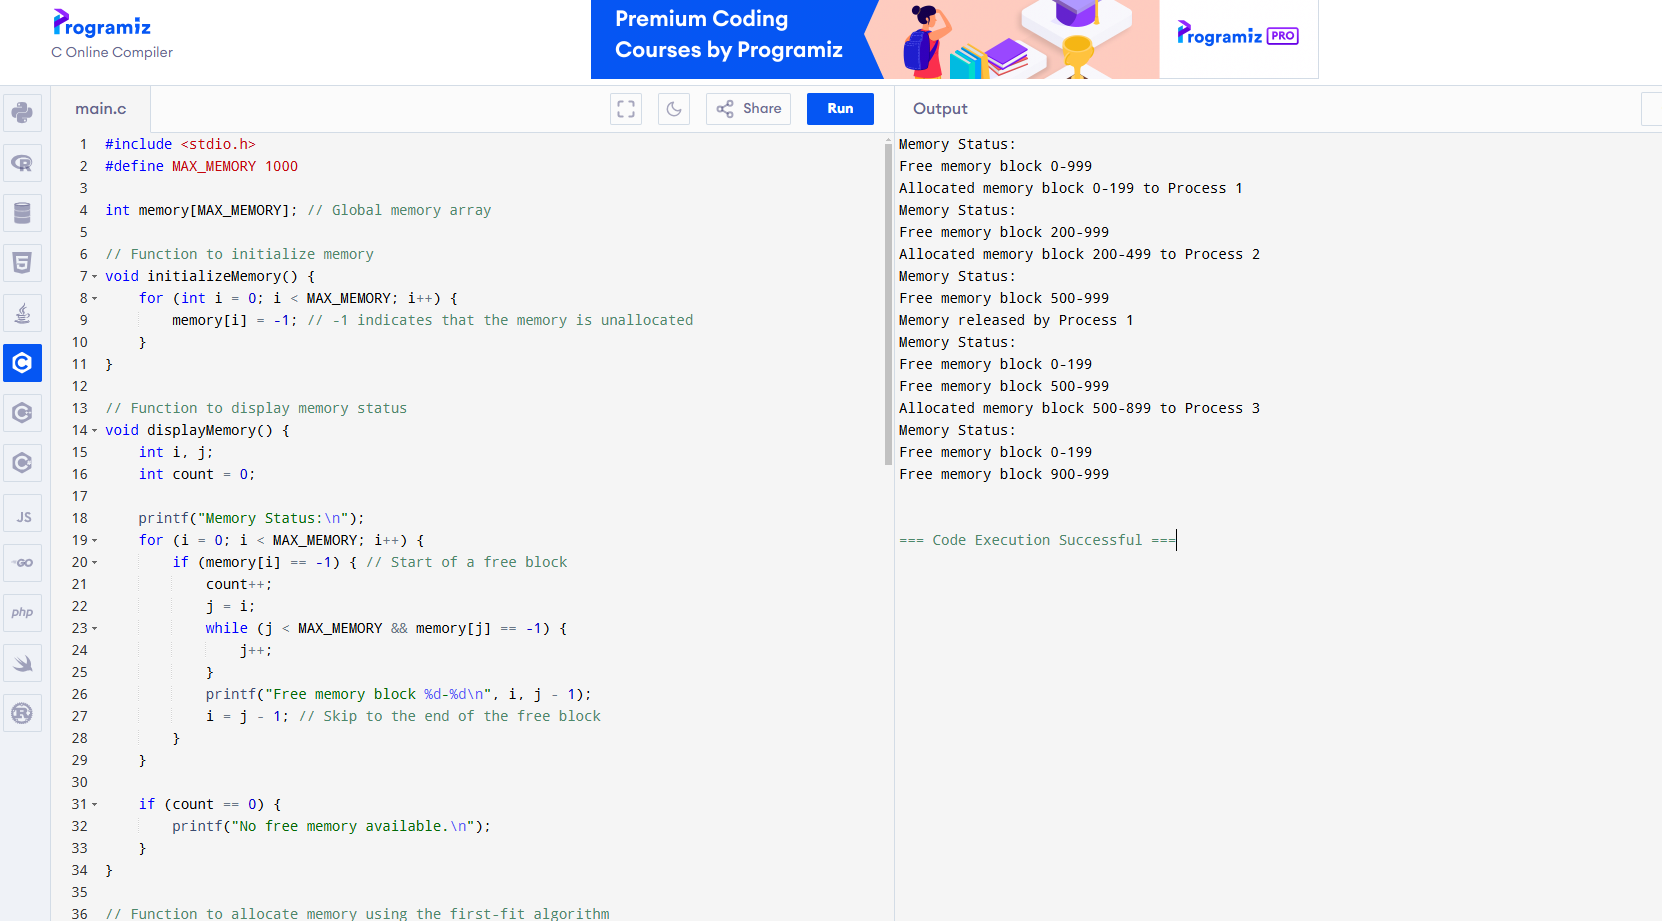 Programiz
C Online Compiler
Premium Coding
Courses by Programiz
Programiz PRO
main.c
Share
Run
Output
1 #include <stdio.h>
2 #define MAX_MEMORY 1000
3
4 int memory[MAX_MEMORY]; // Global memory array
5
6 // Function to initialize memory
7 void initializeMemory() {
8     for (int i = 0; i < MAX_MEMORY; i++) {
9         memory[i] = -1; // -1 indicates that the memory is unallocated
10     }
11 }
12
13 // Function to display memory status
14 void displayMemory() {
15     int i, j;
16     int count = 0;
17
18     printf("Memory Status:\n");
19     for (i = 0; i < MAX_MEMORY; i++) {
20         if (memory[i] == -1) { // Start of a free block
21             count++;
22             j = i;
23             while (j < MAX_MEMORY && memory[j] == -1) {
24                 j++;
25             }
26             printf("Free memory block %d-%d\n", i, j - 1);
27             i = j - 1; // Skip to the end of the free block
28         }
29     }
30
31     if (count == 0) {
32         printf("No free memory available.\n");
33     }
34 }
35
36 // Function to allocate memory using the first-fit algorithm
Memory Status:
Free memory block 0-999
Allocated memory block 0-199 to Process 1
Memory Status:
Free memory block 200-999
Allocated memory block 200-499 to Process 2
Memory Status:
Free memory block 500-999
Memory released by Process 1
Memory Status:
Free memory block 0-199
Free memory block 500-999
Allocated memory block 500-899 to Process 3
Memory Status:
Free memory block 0-199
Free memory block 900-999
=== Code Execution Successful ===
R
5
C
C
C
JS
GO
php
R